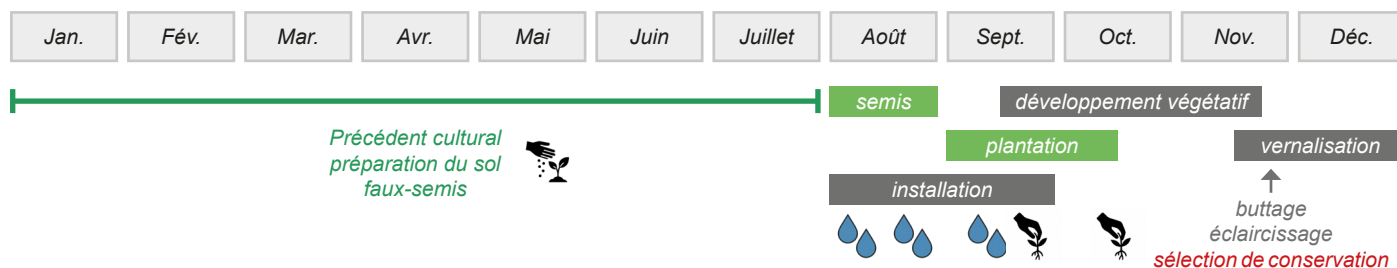 Jan. Fév. Mar. Avr. Mai Juin Juillet Août Sept. Oct. Nov. Déc.
semis développement végétatif
Précédent cultural
préparation du sol
faux-semis
plantation vernalisation
installation
buttage
éclaircissage
sélection de conservation